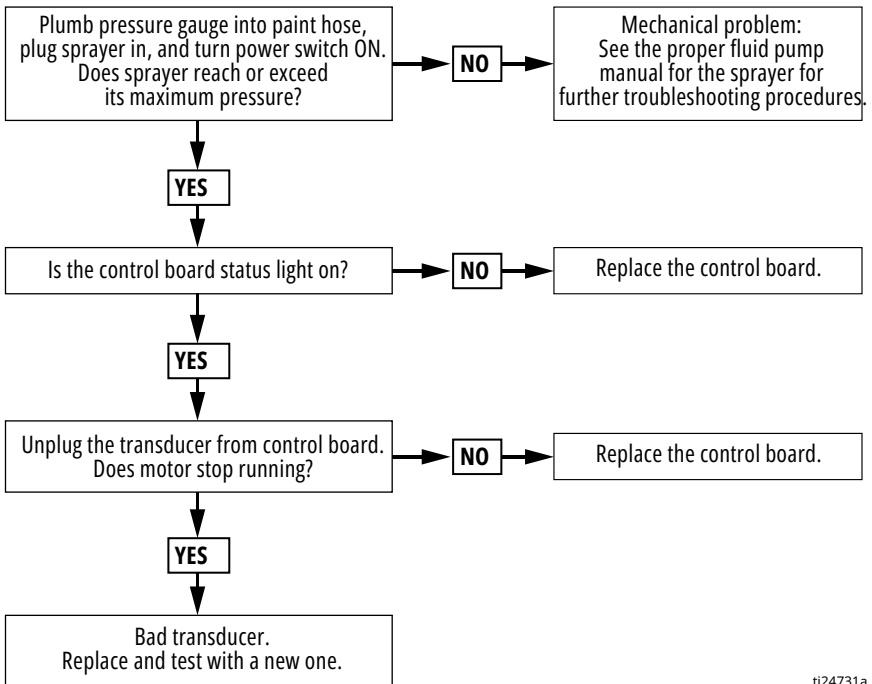 Plumb pressure gauge into paint hose,
plug sprayer in, and turn power switch ON.
Does sprayer reach or exceed
its maximum pressure?
NO
Mechanical problem:
See the proper fluid pump
manual for the sprayer for
further troubleshooting procedures.
YES
Is the control board status light on?
NO
Replace the control board.
YES
Unplug the transducer from control board.
Does motor stop running?
NO
Replace the control board.
YES
Bad transducer.
Replace and test with a new one.
ti24731a